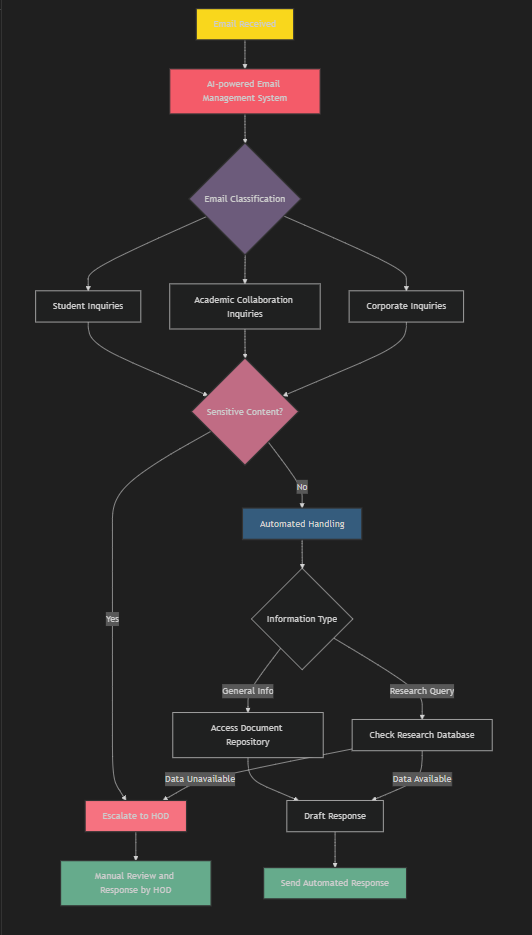 Email Received
AI-powered Email
Management System
Email Classification
Student Inquiries
Academic Collaboration
Inquiries
Corporate Inquiries
Sensitive Content?
No
Automated Handling
Yes
Information Type
General Info
Research Query
Access Document
Repository
Check Research Database
Data Unavailable
Data Available
Escalate to HOD
Draft Response
Manual Review and
Response by HOD
Send Automated Response